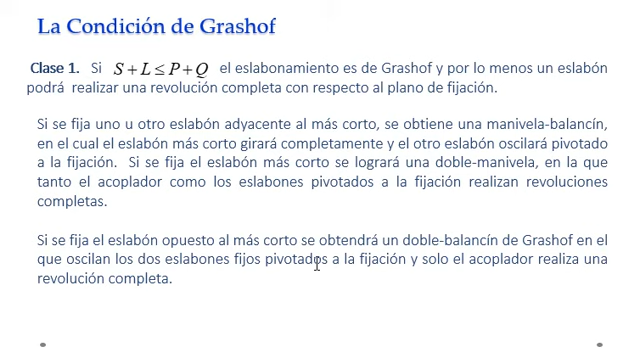 La Condición de Grashof
Clase 1. Si S + L ≤ P + Q el eslabonamiento es de Grashof y por lo menos un eslabón
podrá realizar una revolución completa con respecto al plano de fijación.
Si se fija uno u otro eslabón adyacente al más corto, se obtiene una manivela-balancín,
en el cual el eslabón más corto girará completamente y el otro eslabón oscilará pivotado
a la fijación. Si se fija el eslabón más corto se logrará una doble-manivela, en la que
tanto el acoplador como los eslabones pivotados a la fijación realizan revoluciones
completas.
Si se fija el eslabón opuesto al más corto se obtendrá un doble-balancín de Grashof en el
que oscilan los dos eslabones fijos pivotados a la fijación y solo el acoplador realiza una
revolución completa.